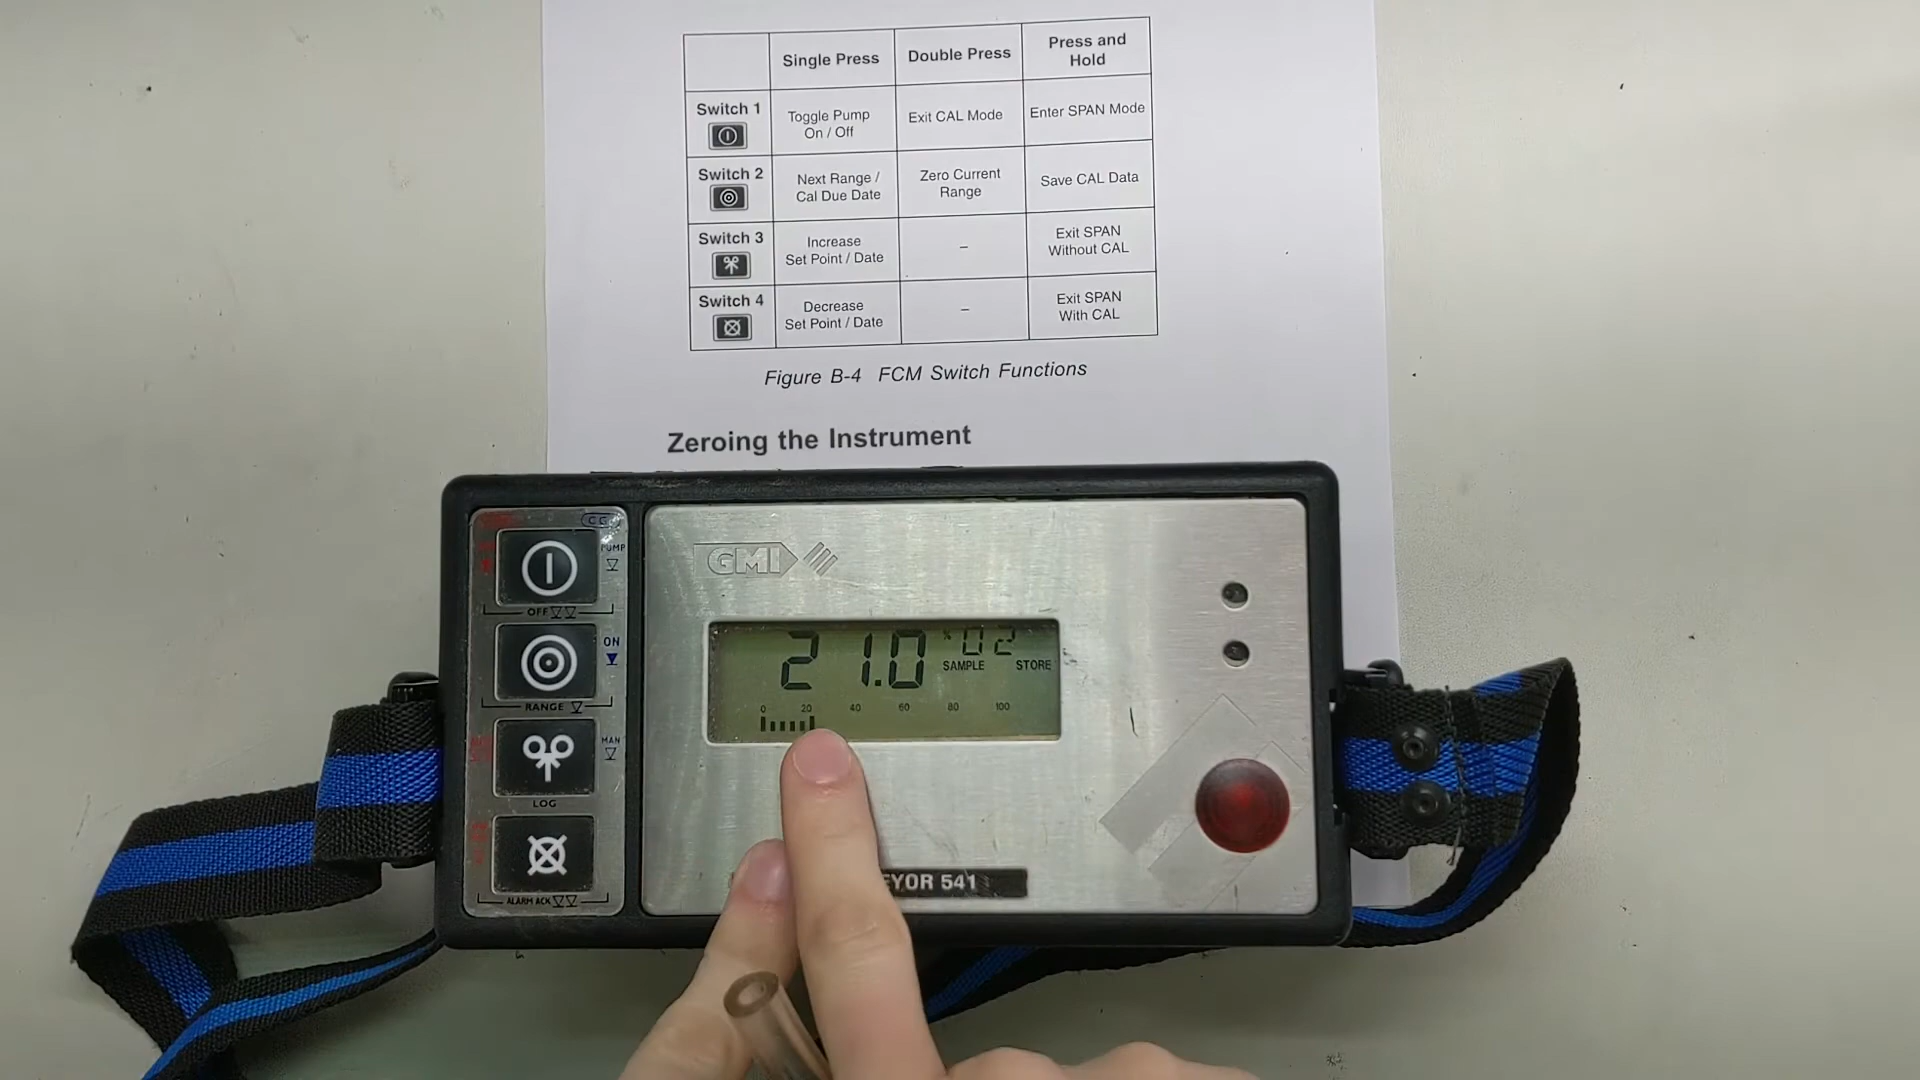 Single Press
Double Press
Press and
Hold
Switch 1
Toggle Pump
On / Off
Exit CAL Mode
Enter SPAN Mode
Switch 2
Next Range /
Cal Due Date
Zero Current
Range
Save CAL Data
Switch 3
Increase
Set Point / Date
–
Exit SPAN
Without CAL
Switch 4
Decrease
Set Point / Date
–
Exit SPAN
With CAL
Figure B-4 FCM Switch Functions
Zeroing the Instrument
PUMP
OFF
ON
RANGE
MAN
LOG
ALARM ACK
GMI
21.0 % O2
SAMPLE STORE
0 20 40 60 80 100
EYOR 541